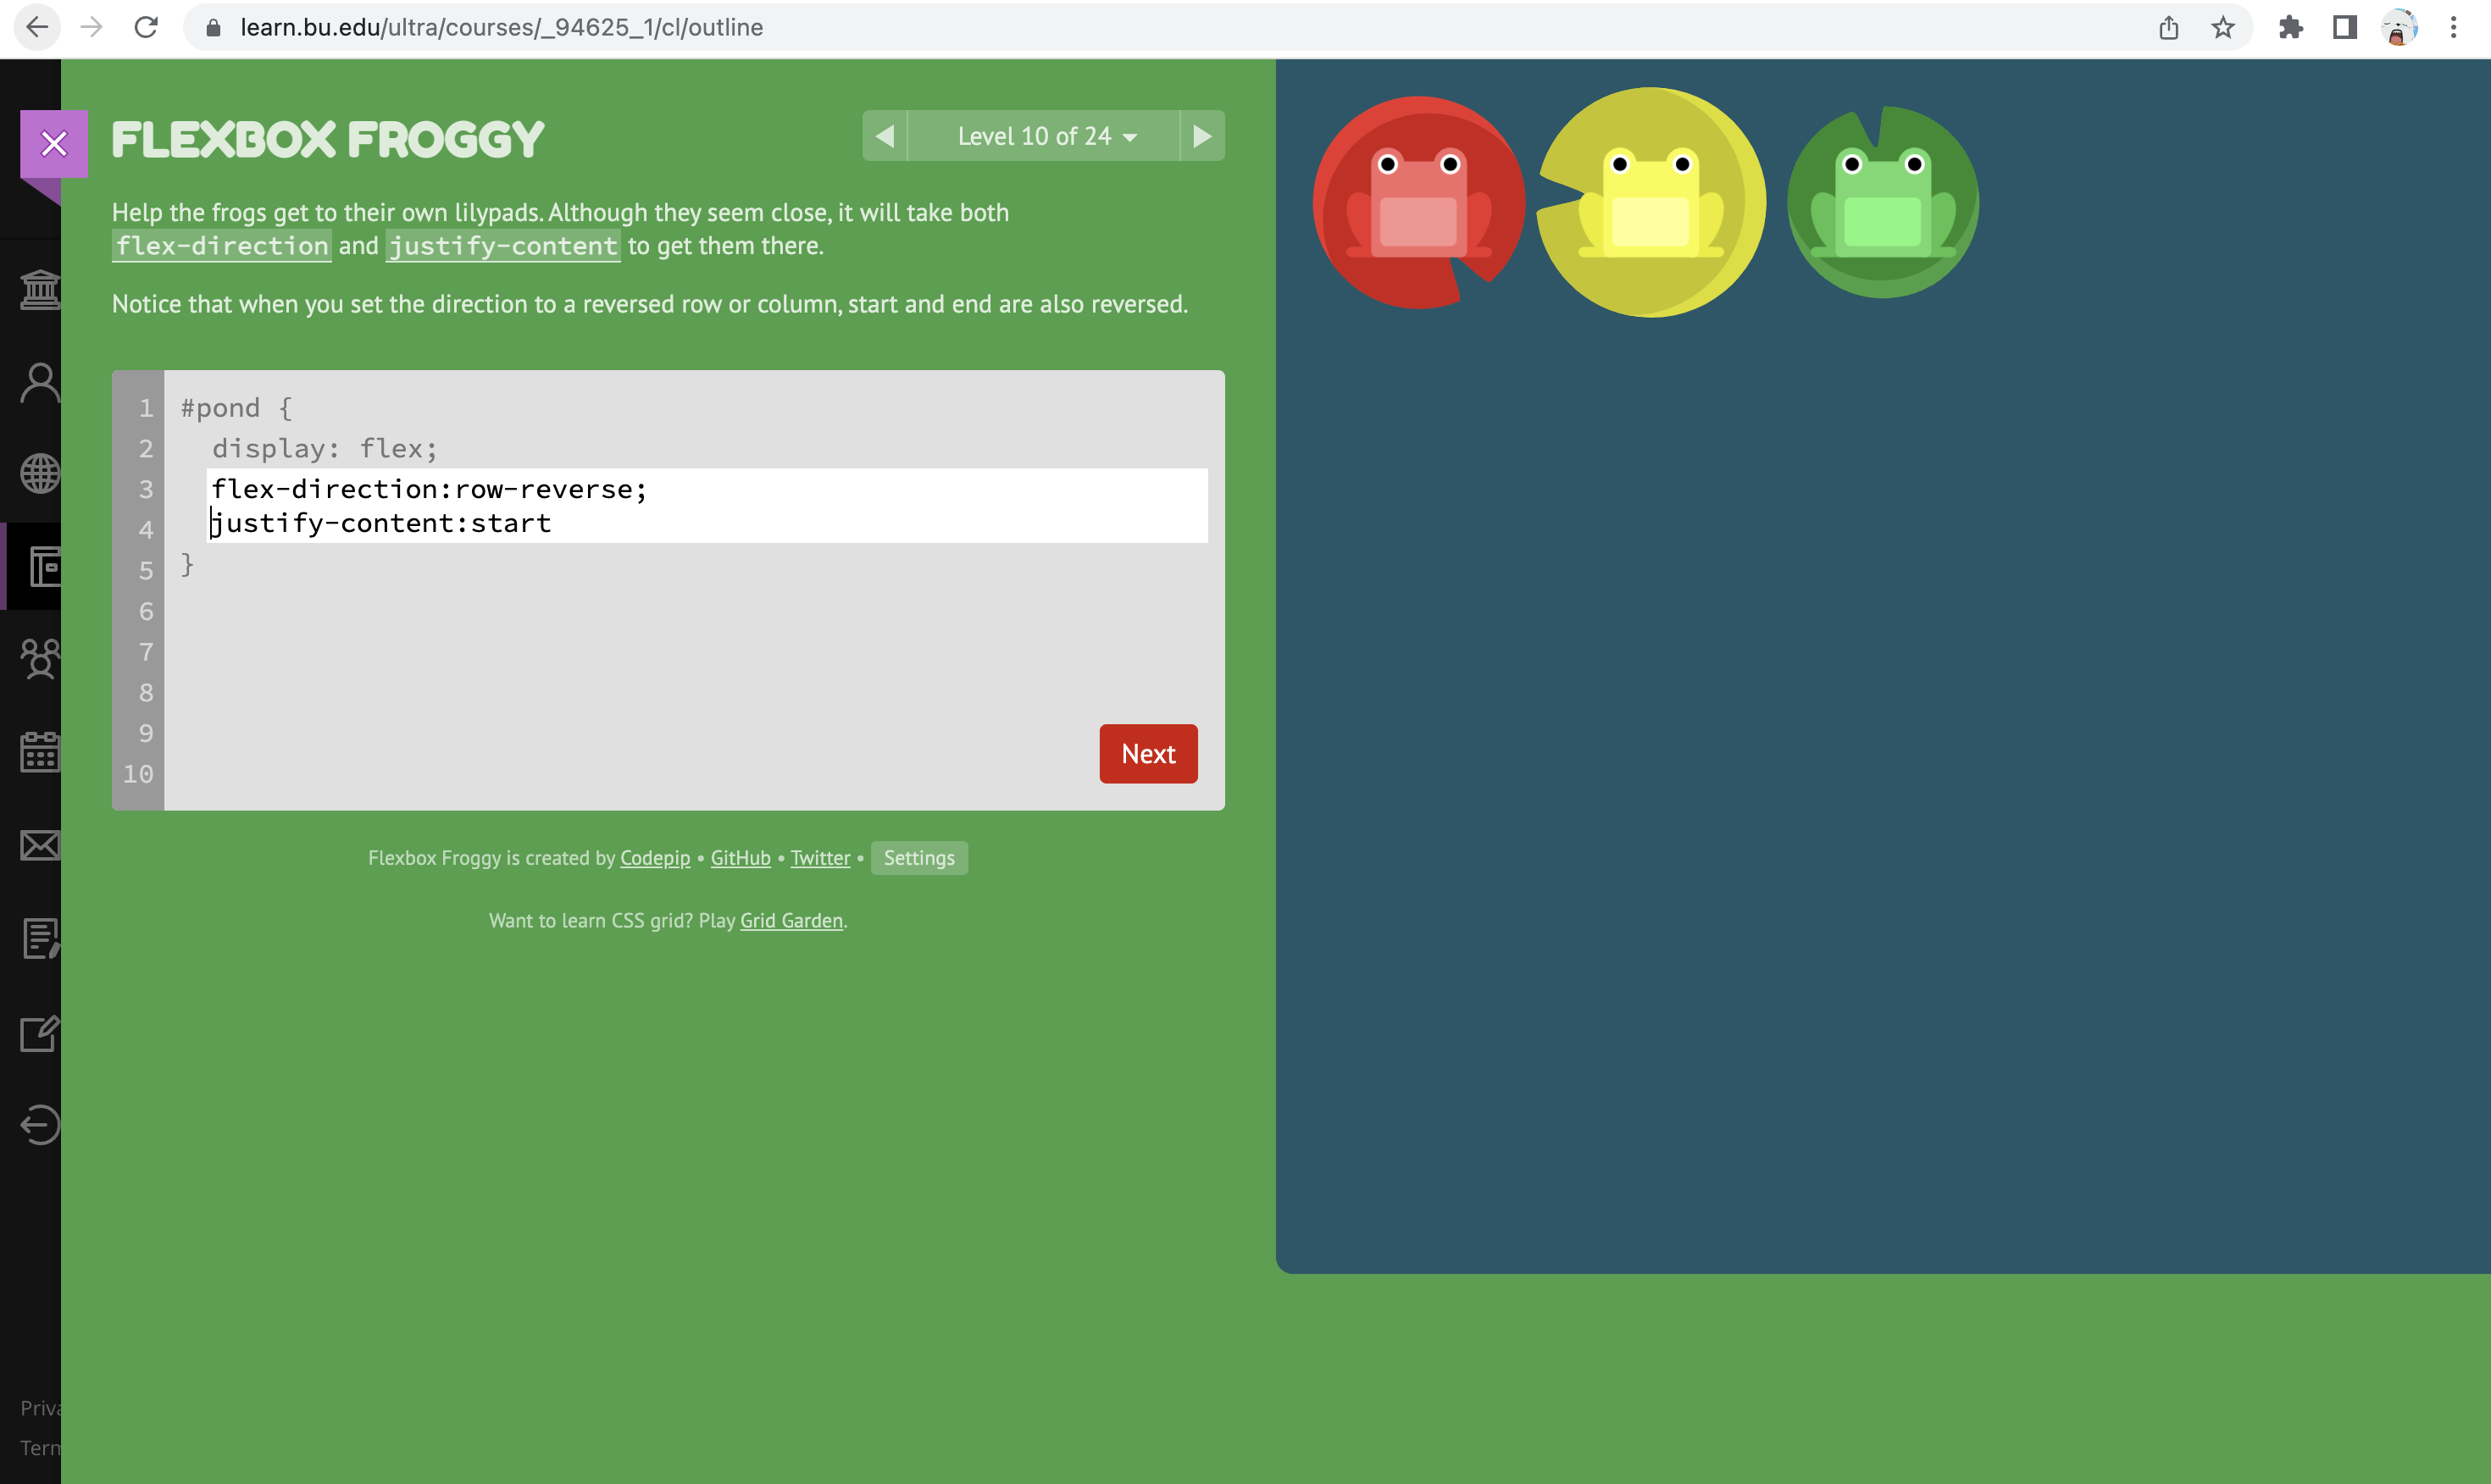 learn.bu.edu/ultra/courses/_94625_1/cl/outline
FLEXBOX FROGGY
Level 10 of 24
Help the frogs get to their own lilypads. Although they seem close, it will take both
flex-direction and justify-content to get them there.
Notice that when you set the direction to a reversed row or column, start and end are also reversed.
1 #pond {
2 display: flex;
3 flex-direction:row-reverse;
4 justify-content:start
5 }
6
7
8
9
10
Next
Flexbox Froggy is created by Codepip • GitHub • Twitter • Settings
Want to learn CSS grid? Play Grid Garden.